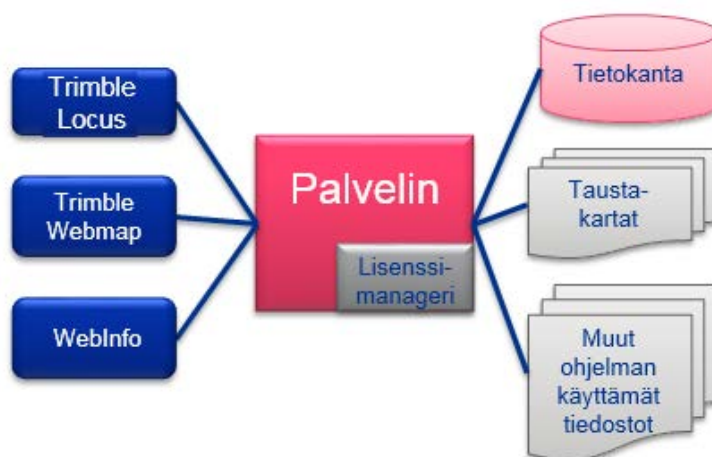 Trimble
Locus
Trimble
Webmap
WebInfo
Palvelin
Lisenssi-
manageri
Tietokanta
Tausta-
kartat
Muut
ohjelman
käyttämät
tiedostot